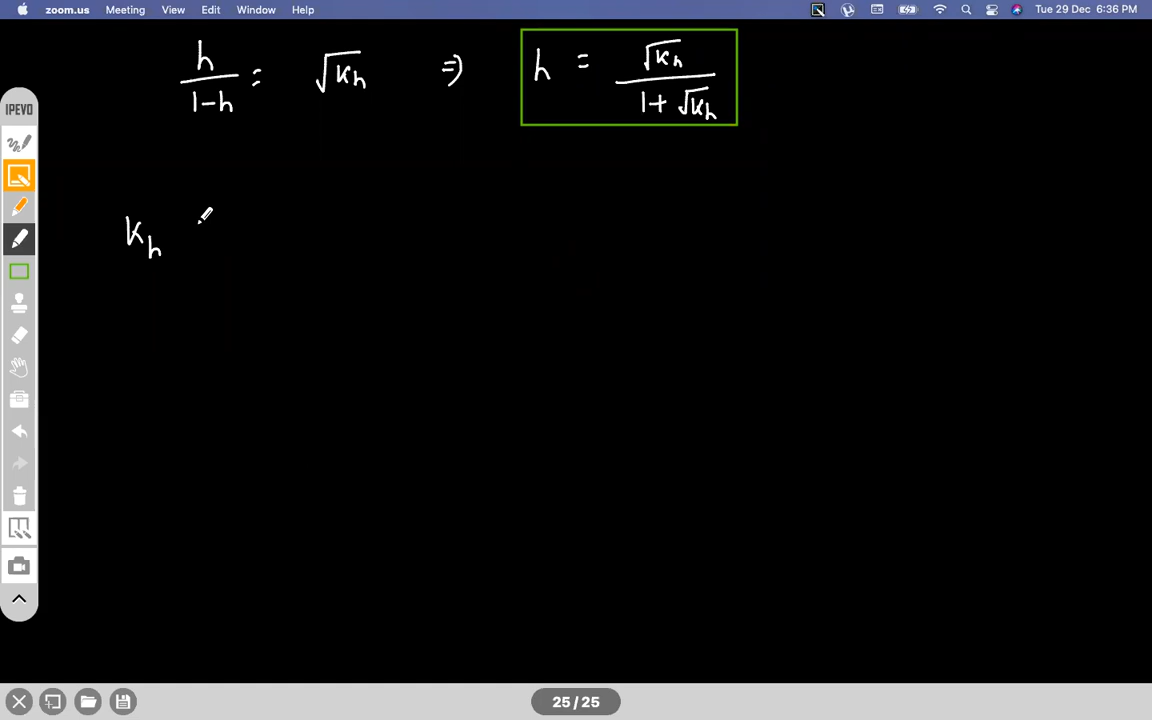 zoom.us Meeting View Edit Window Help Tue 29 Dec 6:36 PM
h/(1-h) = √Kh ⇒ h = √Kh/(1+√Kh)
IPEVO
Kh
25/25